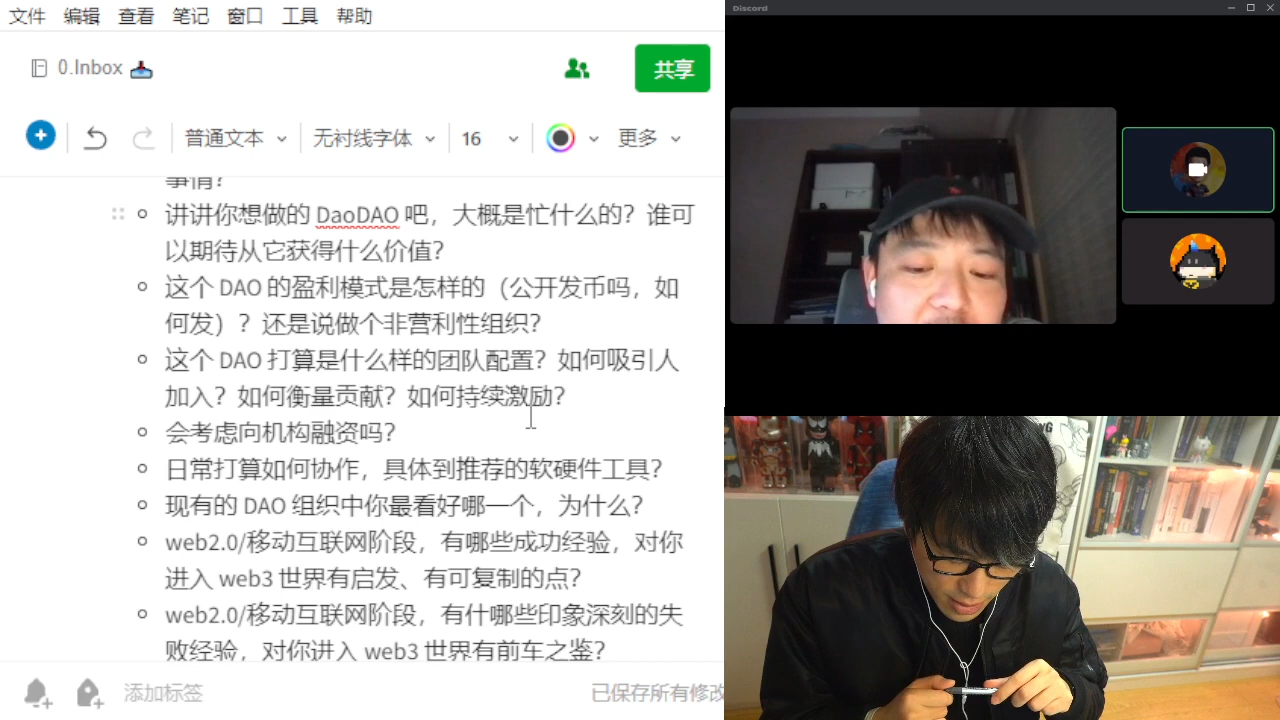 文件 编辑 查看 笔记 窗口 工具 帮助
Discord
0.Inbox
共享
普通文本 无衬线字体 16 更多
事情？
讲讲你想做的 DaoDAO 吧，大概是忙什么的？谁可
以期待从它获得什么价值？
这个 DAO 的盈利模式是怎样的（公开发币吗，如
何发）？还是说做个非营利性组织？
这个 DAO 打算是什么样的团队配置？如何吸引人
加入？如何衡量贡献？如何持续激励？
会考虑向机构融资吗？
日常打算如何协作，具体到推荐的软硬件工具？
现有的 DAO 组织中你最看好哪一个，为什么？
web2.0/移动互联网阶段，有哪些成功经验，对你
进入 web3 世界有启发、有可复制的点？
web2.0/移动互联网阶段，有什哪些印象深刻的失
败经验，对你进入 web3 世界有前车之鉴？
添加标签
已保存所有修改